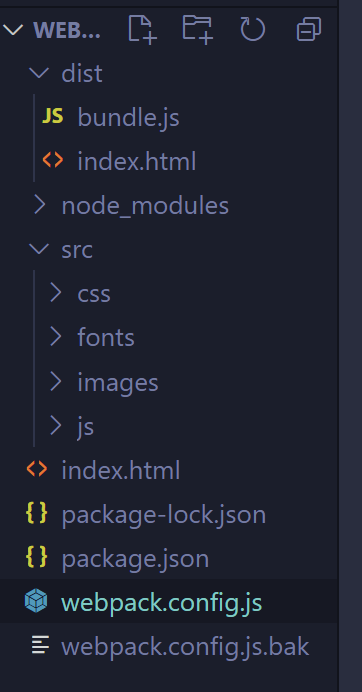 WEB...
dist
JS bundle.js
<> index.html
node_modules
src
css
fonts
images
js
<> index.html
{ } package-lock.json
{ } package.json
webpack.config.js
webpack.config.js.bak